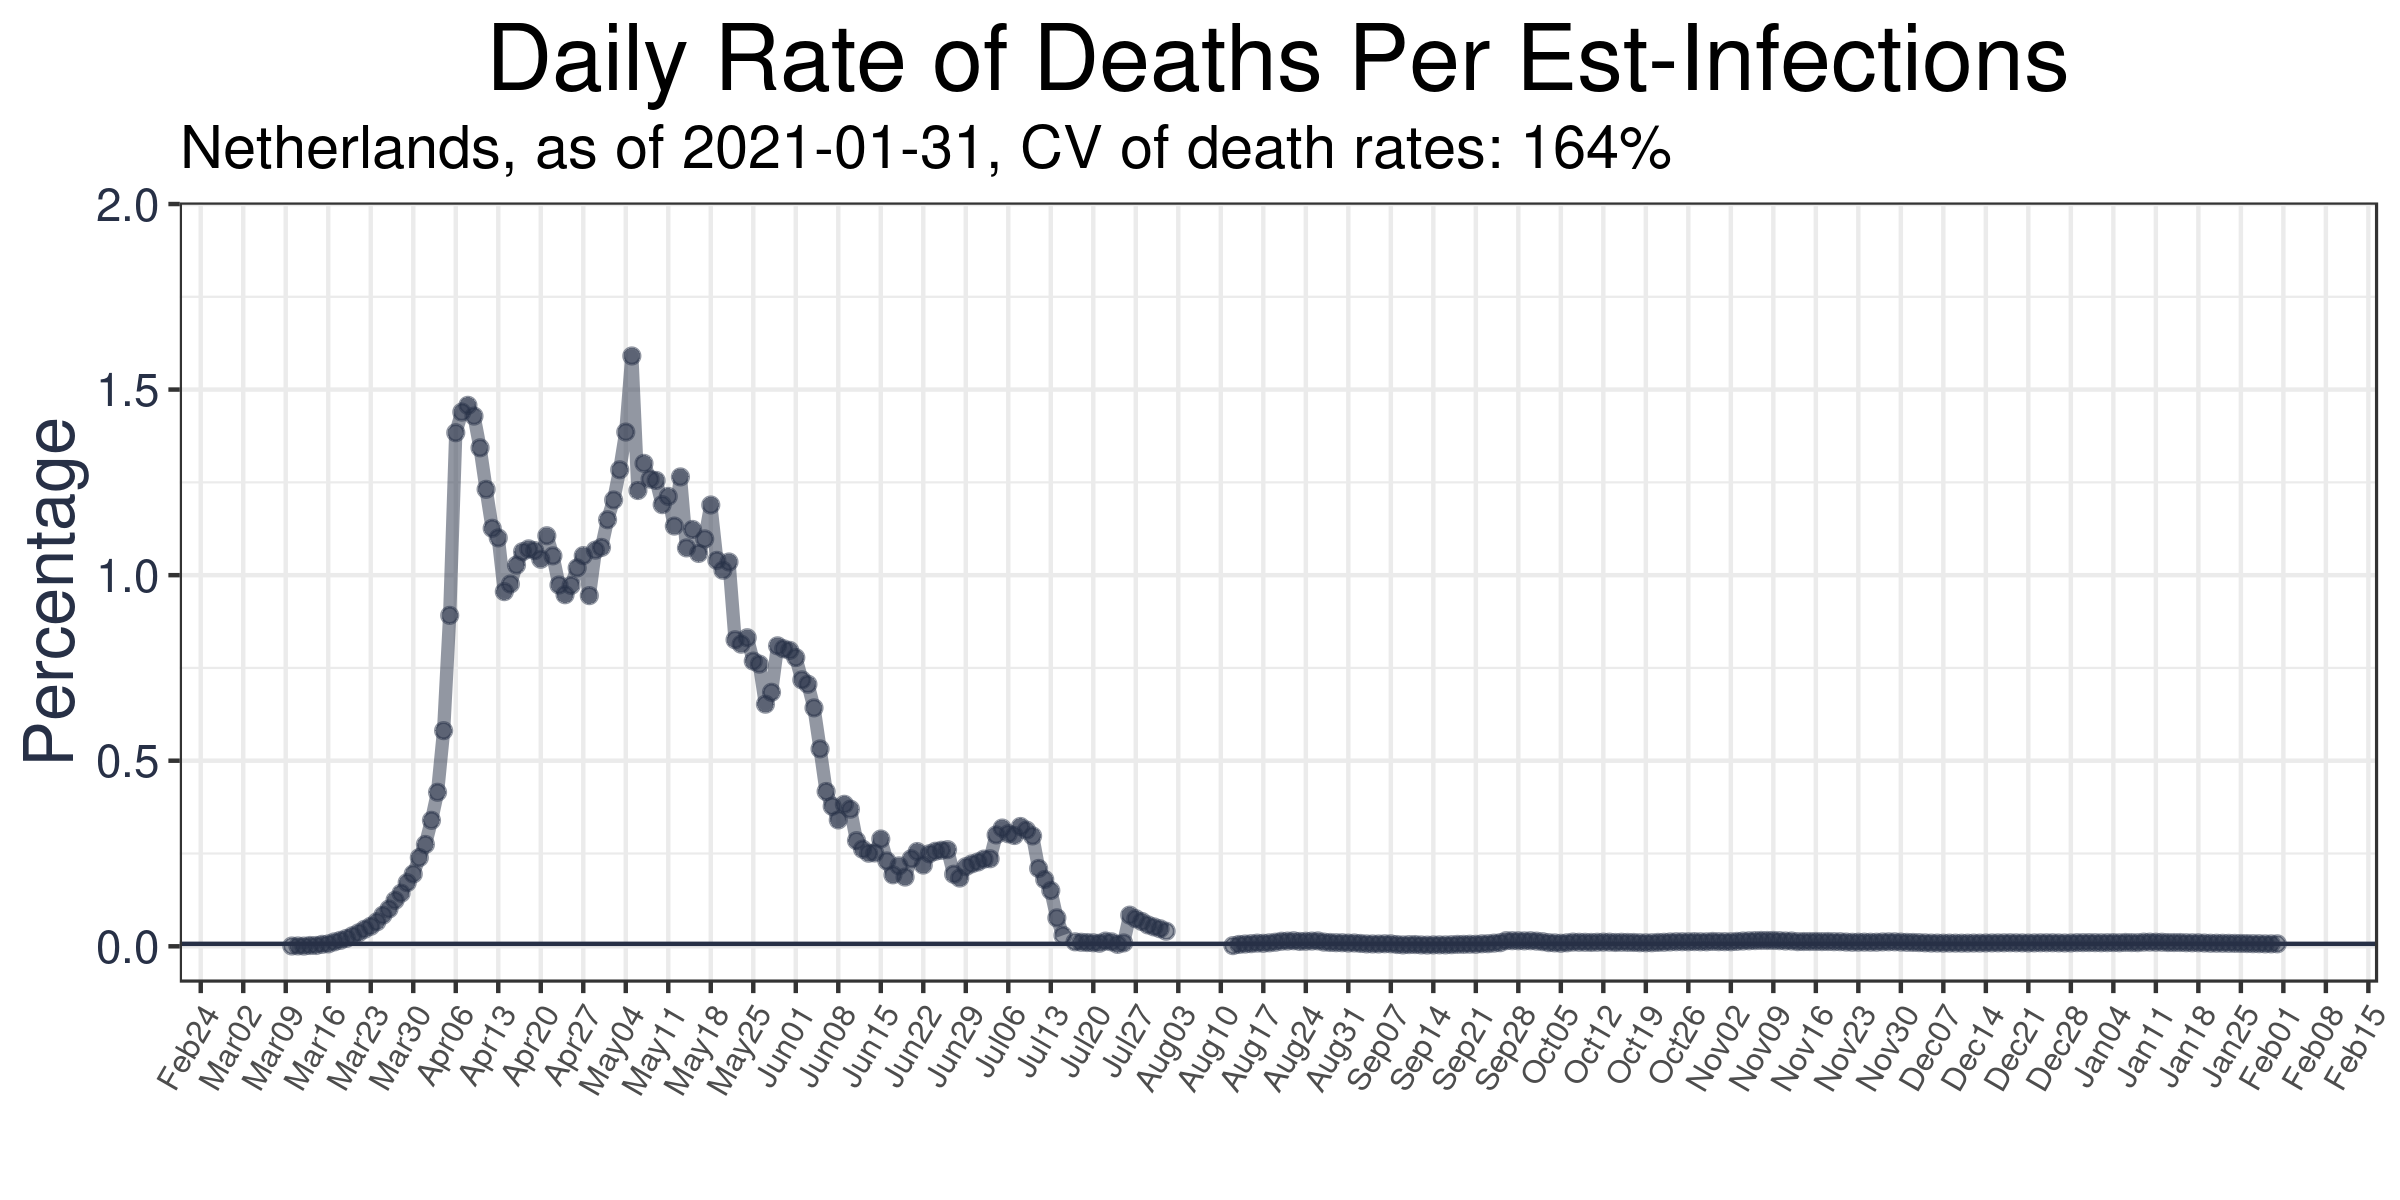 Daily Rate of Deaths Per Est-Infections
Netherlands, as of 2021-01-31, CV of death rates: 164%
Percentage
2.0
1.5
1.0
0.5
0.0
Feb24
Mar02
Mar09
Mar16
Mar23
Mar30
Apr06
Apr13
Apr20
Apr27
May04
May11
May18
May25
Jun01
Jun08
Jun15
Jun22
Jun29
Jul06
Jul13
Jul20
Jul27
Aug03
Aug10
Aug17
Aug24
Aug31
Sep07
Sep14
Sep21
Sep28
Oct05
Oct12
Oct19
Oct26
Nov02
Nov09
Nov16
Nov23
Nov30
Dec07
Dec14
Dec21
Dec28
Dec04
Jan11
Jan18
Jan25
Feb01
Feb08
Feb15